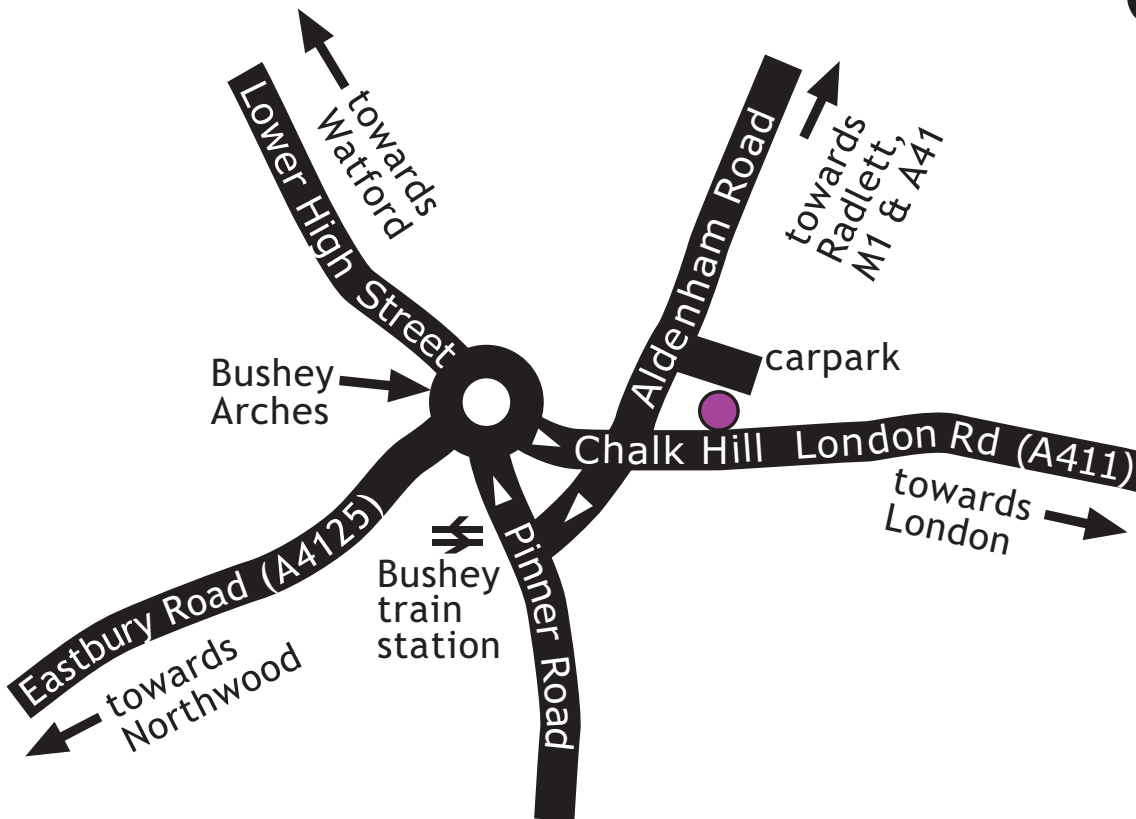 towards
Watford
Lower High Street
Aldenham Road
towards
Radlett,
M1 & A41
Bushey
Arches
carpark
Chalk Hill
London Rd (A411)
towards
London
Eastbury Road (A4125)
towards
Northwood
Bushey
train
station
Pinner Road